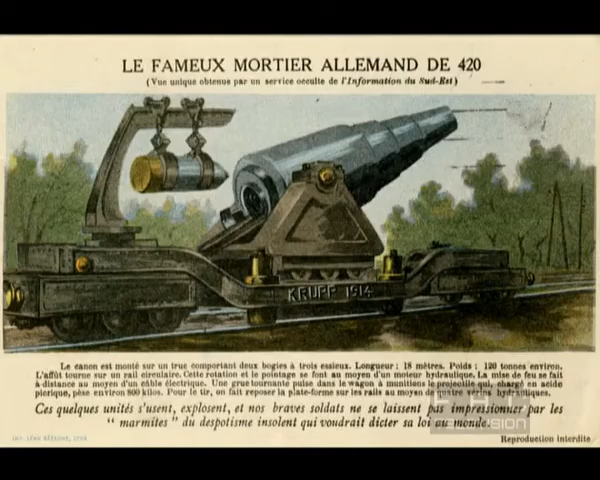 LE FAMEUX MORTIER ALLEMAND DE 420
(Vue unique obtenue par un service occulte de l'Information du Sud-Est)
KRUPP 1914
Le canon est monté sur un truc comportant deux bogies à trois essieux. Longueur : 18 mètres. Poids : 120 tonnes environ.
L'affût tourne sur un rail circulaire. Cette rotation et le pointage se font au moyen d'un moteur hydraulique. La mise de feu se fait
à distance au moyen d'un câble électrique. Une grue tournante puise dans le wagon à munitions le projectile qui, chargé en acide
picrique, pèse environ 800 kilos. Pour le tir, on fait reposer la plate-forme sur les rails au moyen de quatre vérins hydrauliques.
Ces quelques unités s'usent, explosent, et nos braves soldats ne se laissent pas impressionner par les
"marmites" du despotisme insolent qui voudrait dicter sa loi au monde.
Reproduction interdite